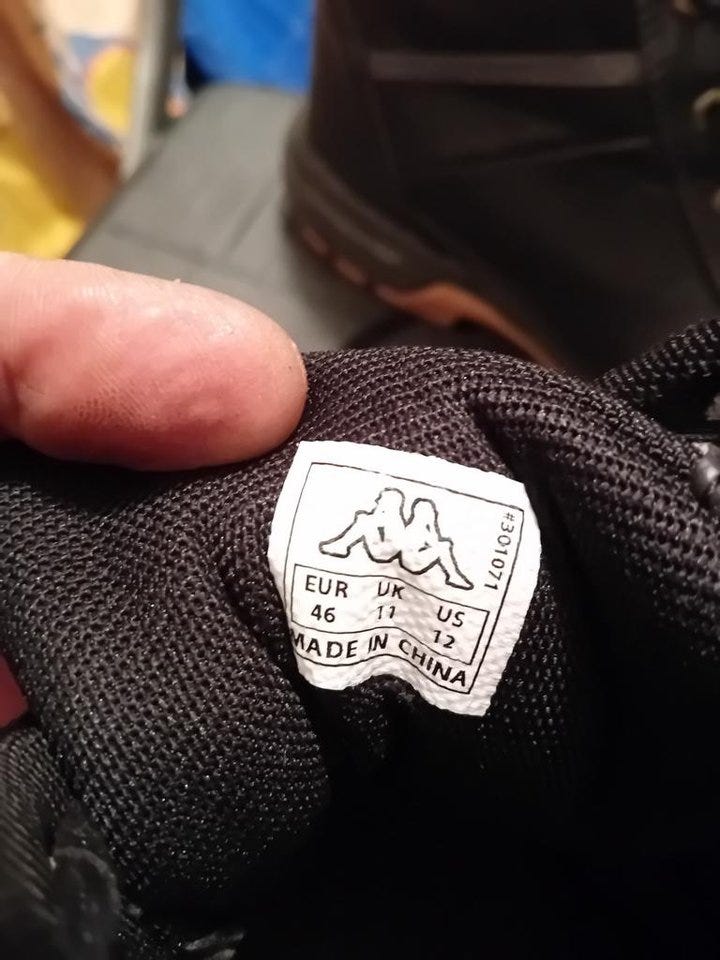 #301071
EUR UK US
46 11 12
MADE IN CHINA